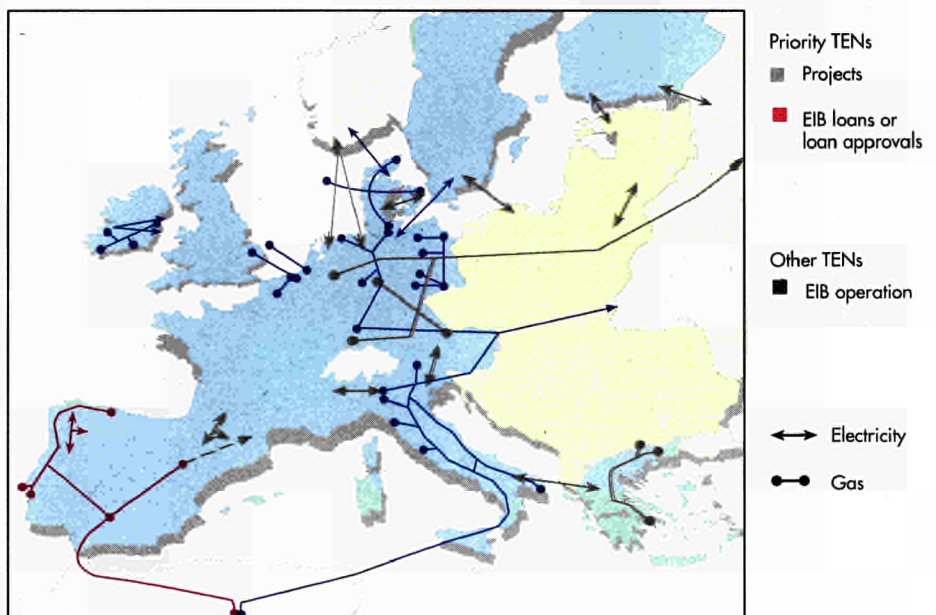 Priority TENs
Projects
EIB loans or
loan approvals
Other TENs
EIB operation
Electricity
Gas